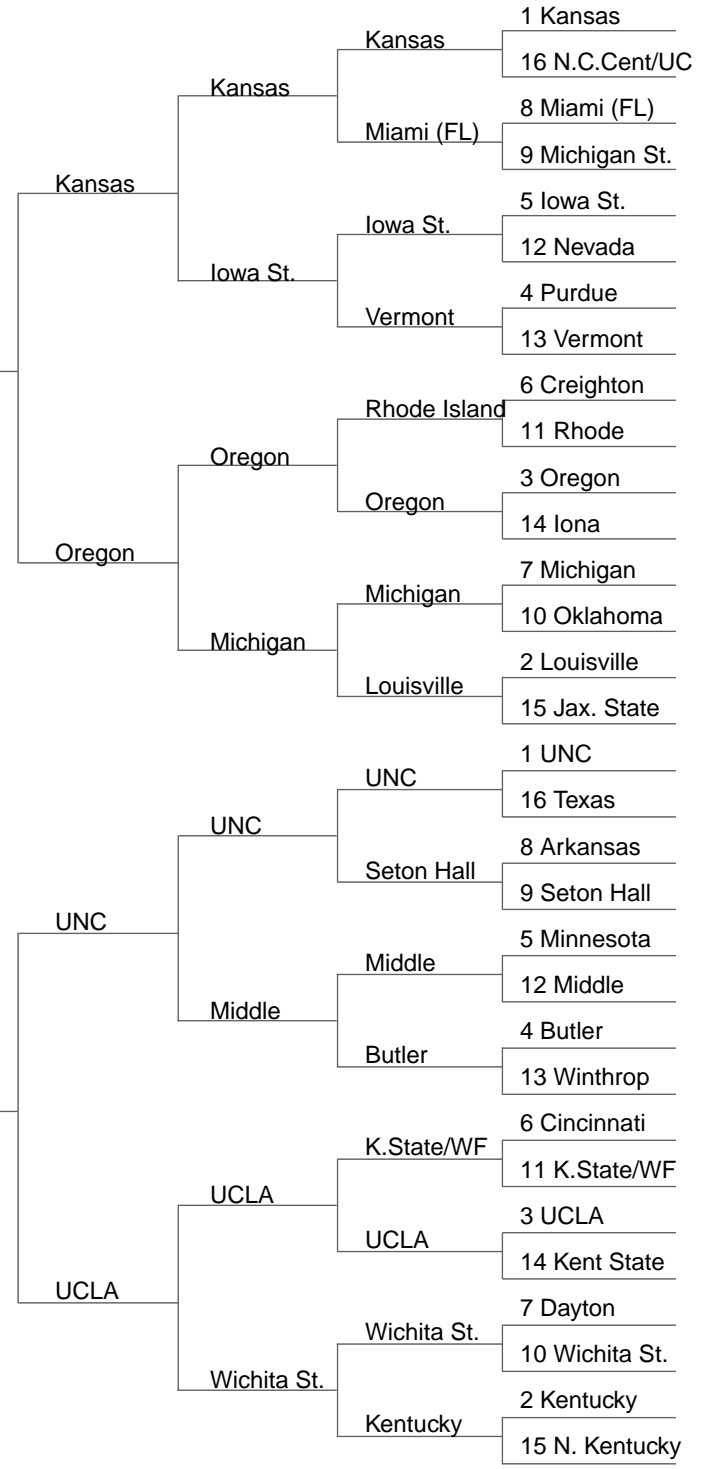 1 Kansas
Kansas
16 N.C.Cent/UC
Kansas
8 Miami (FL)
Miami (FL)
9 Michigan St.
Kansas
5 Iowa St.
Iowa St.
12 Nevada
Iowa St.
4 Purdue
Vermont
13 Vermont
6 Creighton
Rhode Island
11 Rhode
Oregon
3 Oregon
Oregon
14 Iona
Oregon
7 Michigan
Michigan
10 Oklahoma
Michigan
2 Louisville
Louisville
15 Jax. State
1 UNC
UNC
16 Texas
UNC
8 Arkansas
Seton Hall
9 Seton Hall
UNC
5 Minnesota
Middle
12 Middle
Middle
4 Butler
Butler
13 Winthrop
6 Cincinnati
K.State/WF
11 K.State/WF
UCLA
3 UCLA
UCLA
14 Kent State
UCLA
7 Dayton
Wichita St.
10 Wichita St.
Wichita St.
2 Kentucky
Kentucky
15 N. Kentucky